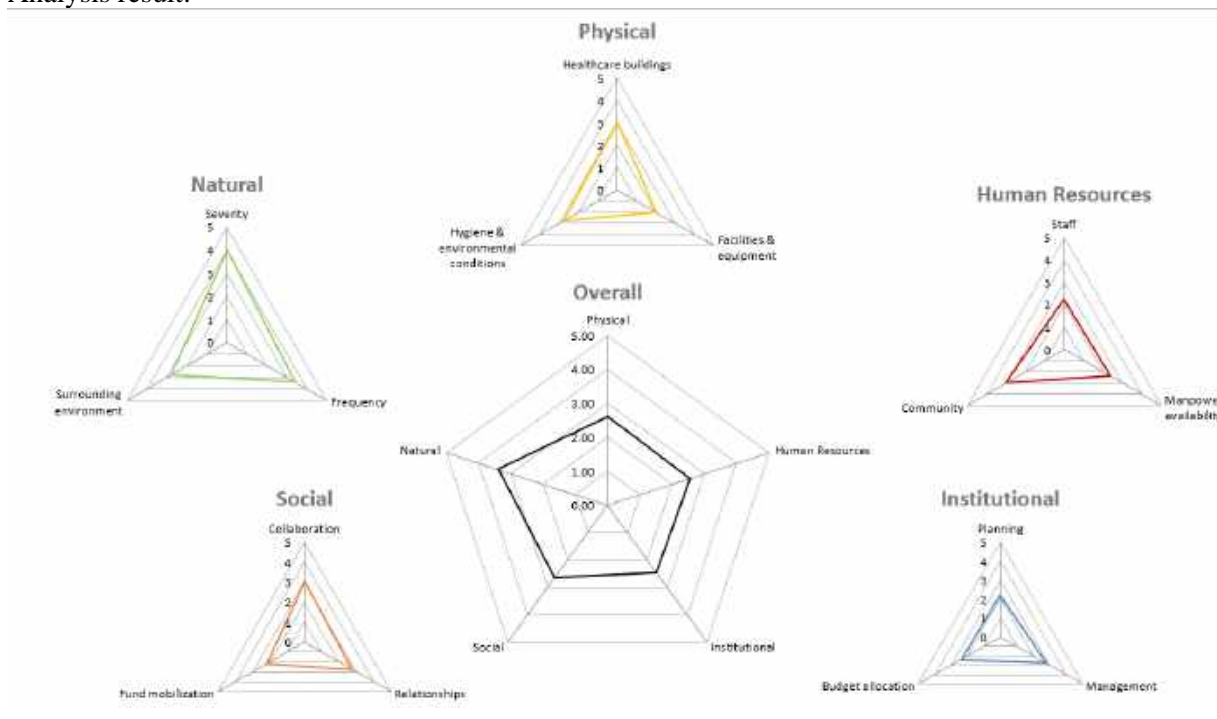 Analysis result:
Physical
Healthcare buildings
5
4
3
2
1
0
Hygiene &
environmental
conditions
Facilities &
equipment
Natural
Severity
5
4
3
2
1
0
Surrounding
environment
Frequency
Human Resources
Staff
5
4
3
2
1
0
Community
Manpower
availability
Overall
Physical
5.00
4.00
3.00
2.00
1.00
0.00
Natural
Human Resources
Social
Institutional
Social
Collaboration
5
4
3
2
1
0
Fund mobilization
Relationships
Institutional
Planning
5
4
3
2
1
0
Budget allocation
Management